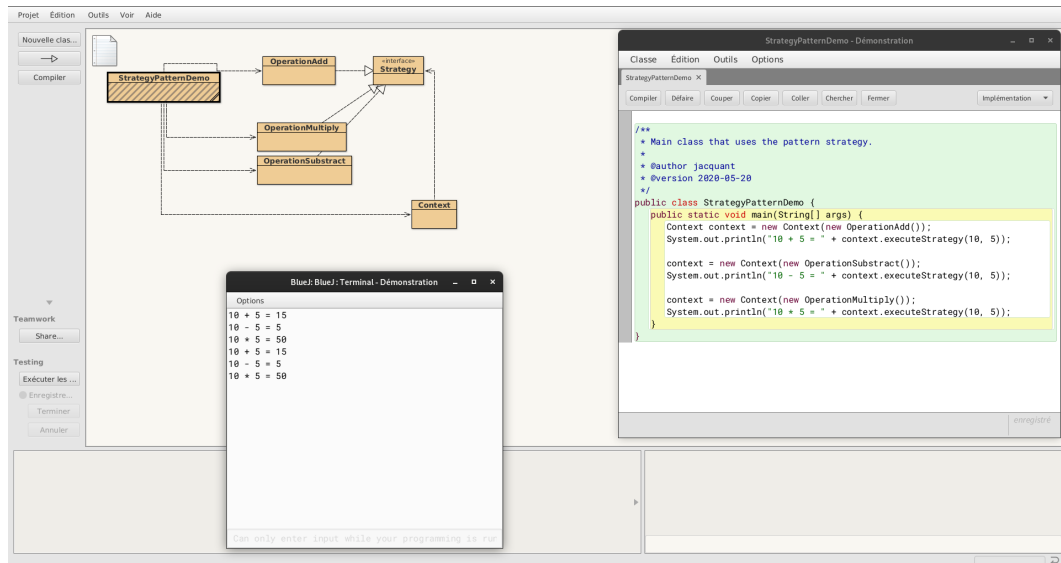 Projet Édition Outils Voir Aide
Nouvelle clas...
Compiler
StrategyPatternDemo
OperationAdd
«interface»
Strategy
OperationMultiply
OperationSubstract
Context
Teamwork
Share...
Testing
Exécuter les ...
Enregistre...
Terminer
Annuler
BlueJ: BlueJ : Terminal - Démonstration
Options
10 + 5 = 15
10 - 5 = 5
10 * 5 = 50
10 + 5 = 15
10 - 5 = 5
10 * 5 = 50
Can only enter input while your programming is run
StrategyPatternDemo - Démonstration
Classe Édition Outils Options
StrategyPatternDemo ×
Compiler Défaire Couper Copier Coller Chercher Fermer Implémentation
/**
* Main class that uses the pattern strategy.
*
* @author jacquant
* @version 2020-05-20
*/
public class StrategyPatternDemo {
public static void main(String[] args) {
Context context = new Context(new OperationAdd());
System.out.println("10 + 5 = " + context.executeStrategy(10, 5));
context = new Context(new OperationSubstract());
System.out.println("10 - 5 = " + context.executeStrategy(10, 5));
context = new Context(new OperationMultiply());
System.out.println("10 * 5 = " + context.executeStrategy(10, 5));
}
}
enregistré